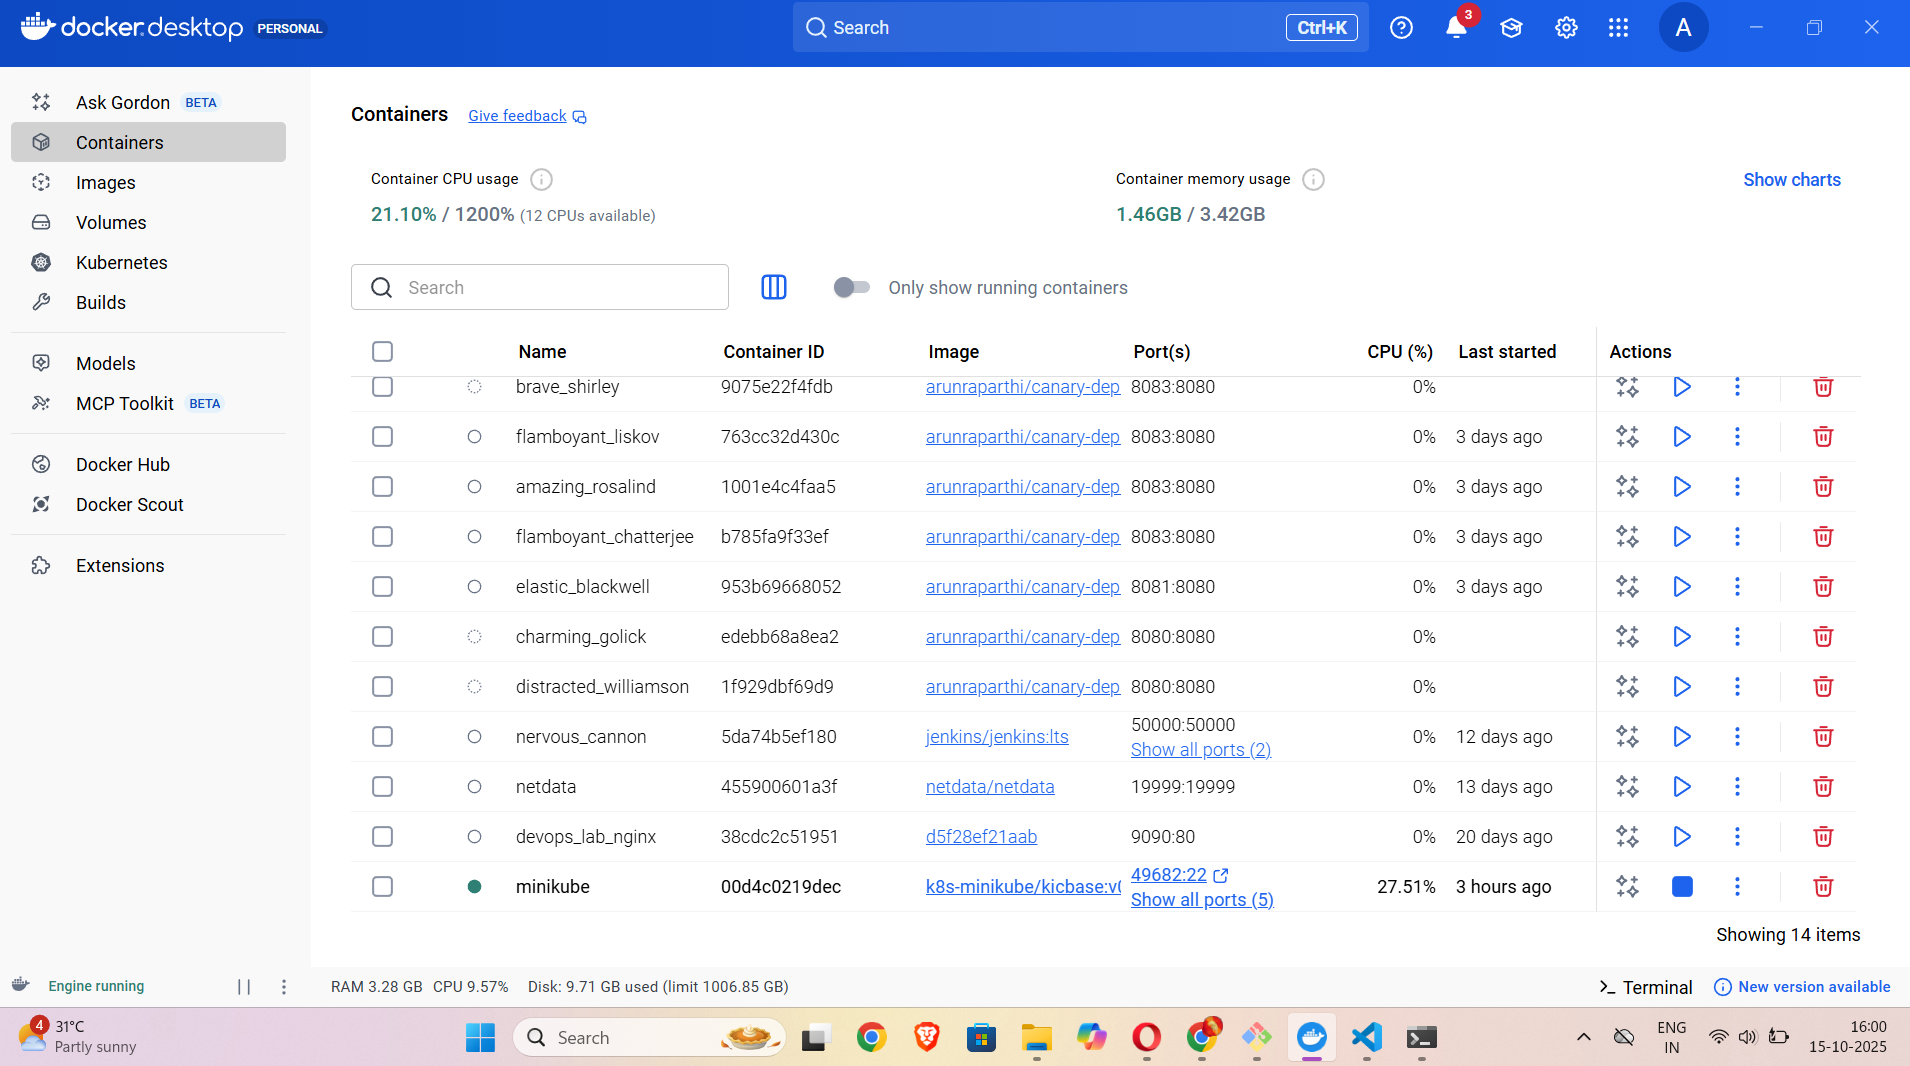 docker.desktop PERSONAL
Search Ctrl+K
3
A
Ask Gordon BETA
Containers
Images
Volumes
Kubernetes
Builds
Models
MCP Toolkit BETA
Docker Hub
Docker Scout
Extensions
Containers Give feedback
Container CPU usage
21.10% / 1200% (12 CPUs available)
Container memory usage
1.46GB / 3.42GB
Show charts
Search
Only show running containers
Name Container ID Image Port(s) CPU (%) Last started Actions
brave_shirley 9075e22f4fdb arunraparthi/canary-dep 8083:8080 0%
flamboyant_liskov 763cc32d430c arunraparthi/canary-dep 8083:8080 0% 3 days ago
amazing_rosalind 1001e4c4faa5 arunraparthi/canary-dep 8083:8080 0% 3 days ago
flamboyant_chatterjee b785fa9f33ef arunraparthi/canary-dep 8083:8080 0% 3 days ago
elastic_blackwell 953b69668052 arunraparthi/canary-dep 8081:8080 0% 3 days ago
charming_golick edebb68a8ea2 arunraparthi/canary-dep 8080:8080 0%
distracted_williamson 1f929dbf69d9 arunraparthi/canary-dep 8080:8080 0%
nervous_cannon 5da74b5ef180 jenkins/jenkins:lts 50000:50000 0% 12 days ago
Show all ports (2)
netdata 455900601a3f netdata/netdata 19999:19999 0% 13 days ago
devops_lab_nginx 38cdc2c51951 d5f28ef21aab 9090:80 0% 20 days ago
minikube 00d4c0219dec k8s-minikube/kicbase:v0 49682:22 27.51% 3 hours ago
Show all ports (5)
Showing 14 items
Engine running
RAM 3.28 GB CPU 9.57% Disk: 9.71 GB used (limit 1006.85 GB)
Terminal
New version available
4
31°C
Partly sunny
Search
ENG
IN
16:00
15-10-2025